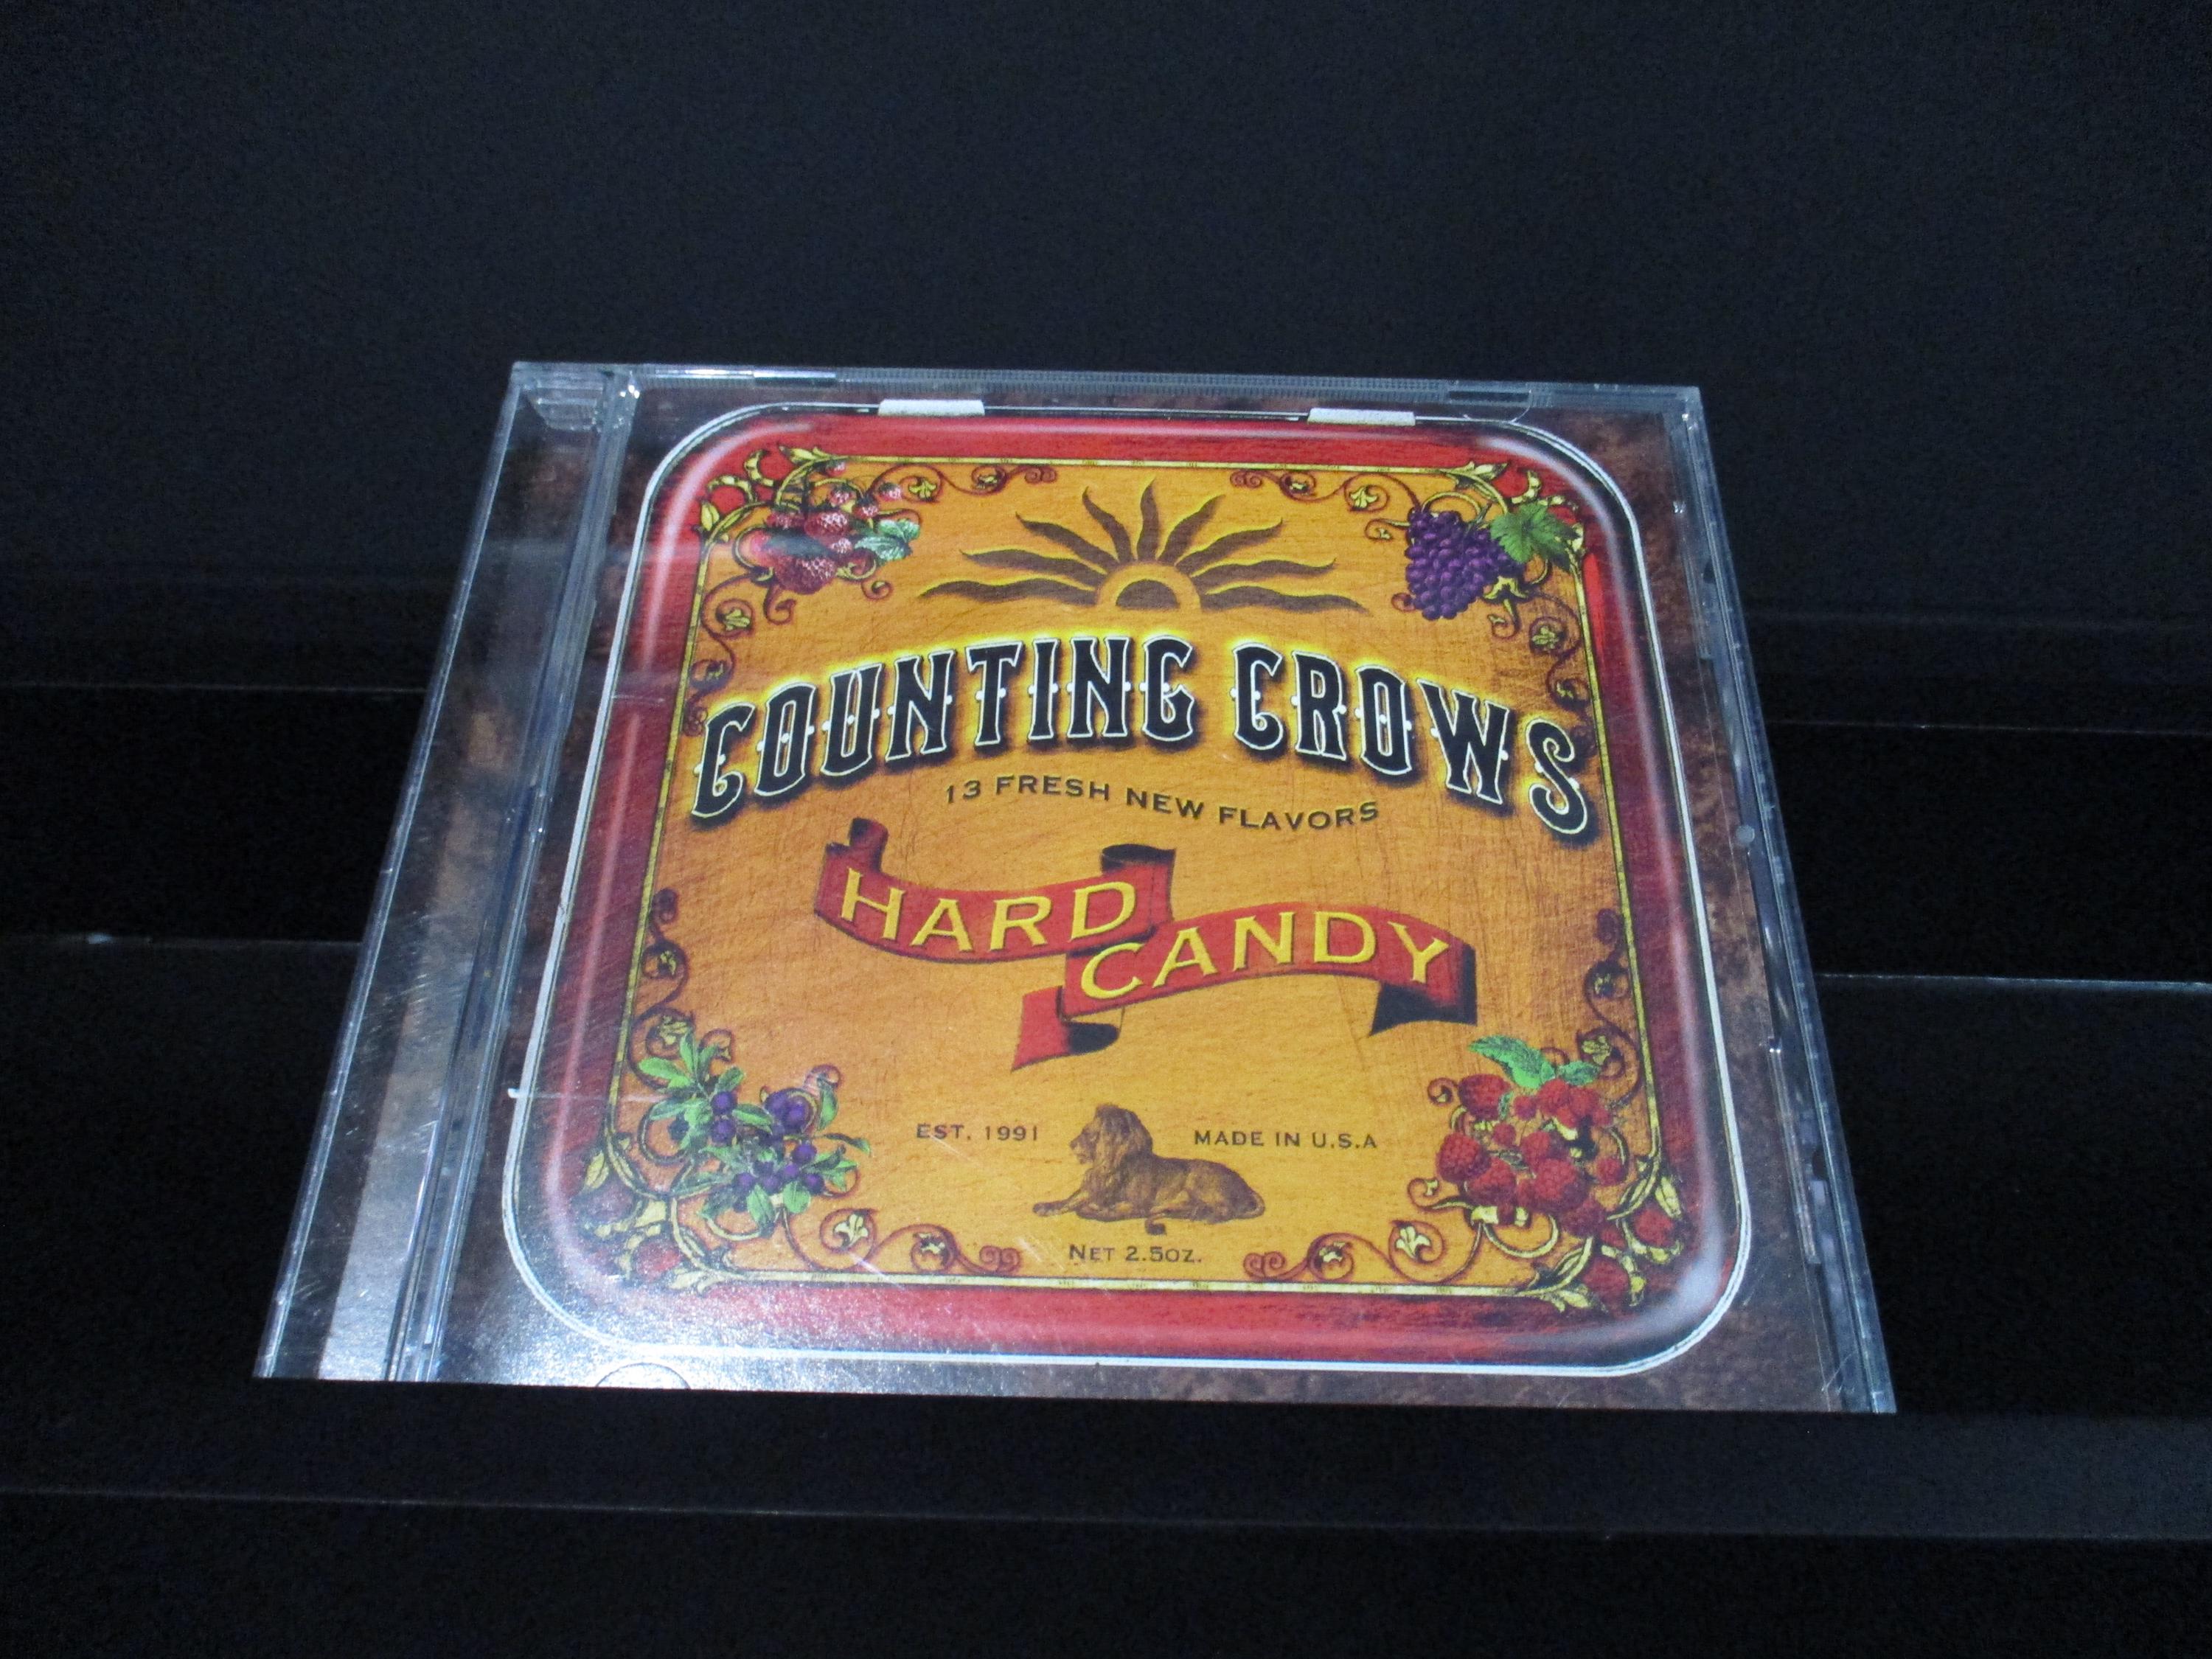 COUNTING CROWS
13 FRESH NEW FLAVORS
HARD
CANDY
EST. 1991
MADE IN U.S.A
NET 2.5OZ.